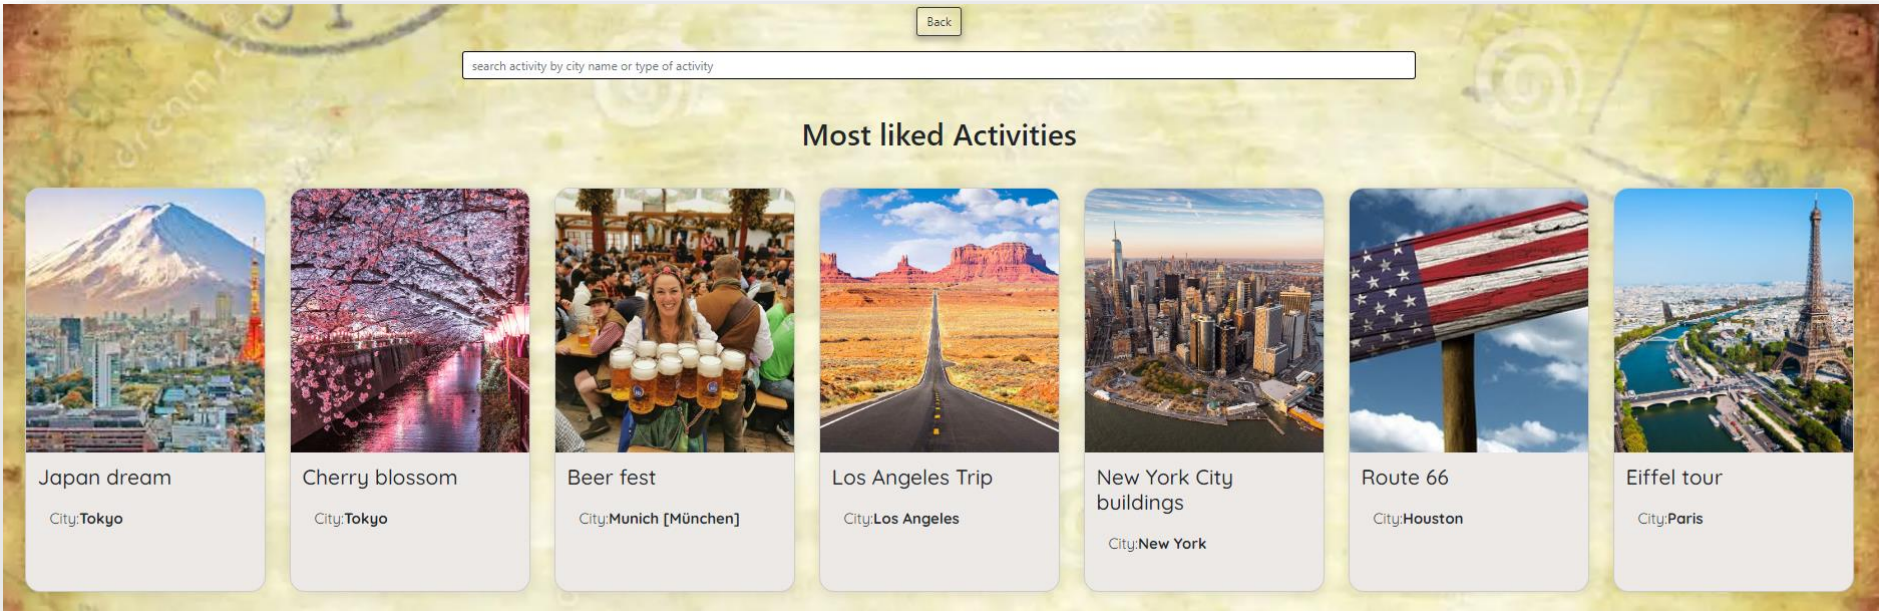 Back
search activity by city name or type of activity
dreamstime
Most liked Activities
Japan dream
City:Tokyo
Cherry blossom
City:Tokyo
Beer fest
City:Munich [München]
Los Angeles Trip
City:Los Angeles
New York City
buildings
City:New York
Route 66
City:Houston
Eiffel tour
City:Paris